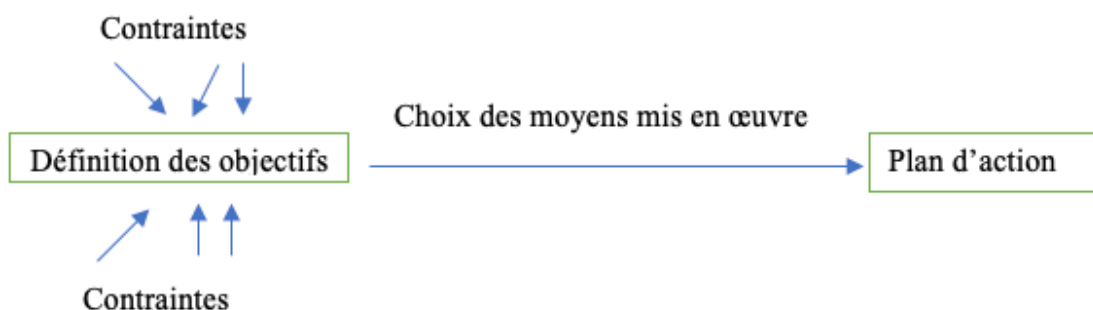 Contraintes
Choix des moyens mis en œuvre
Définition des objectifs
Plan d’action
Contraintes